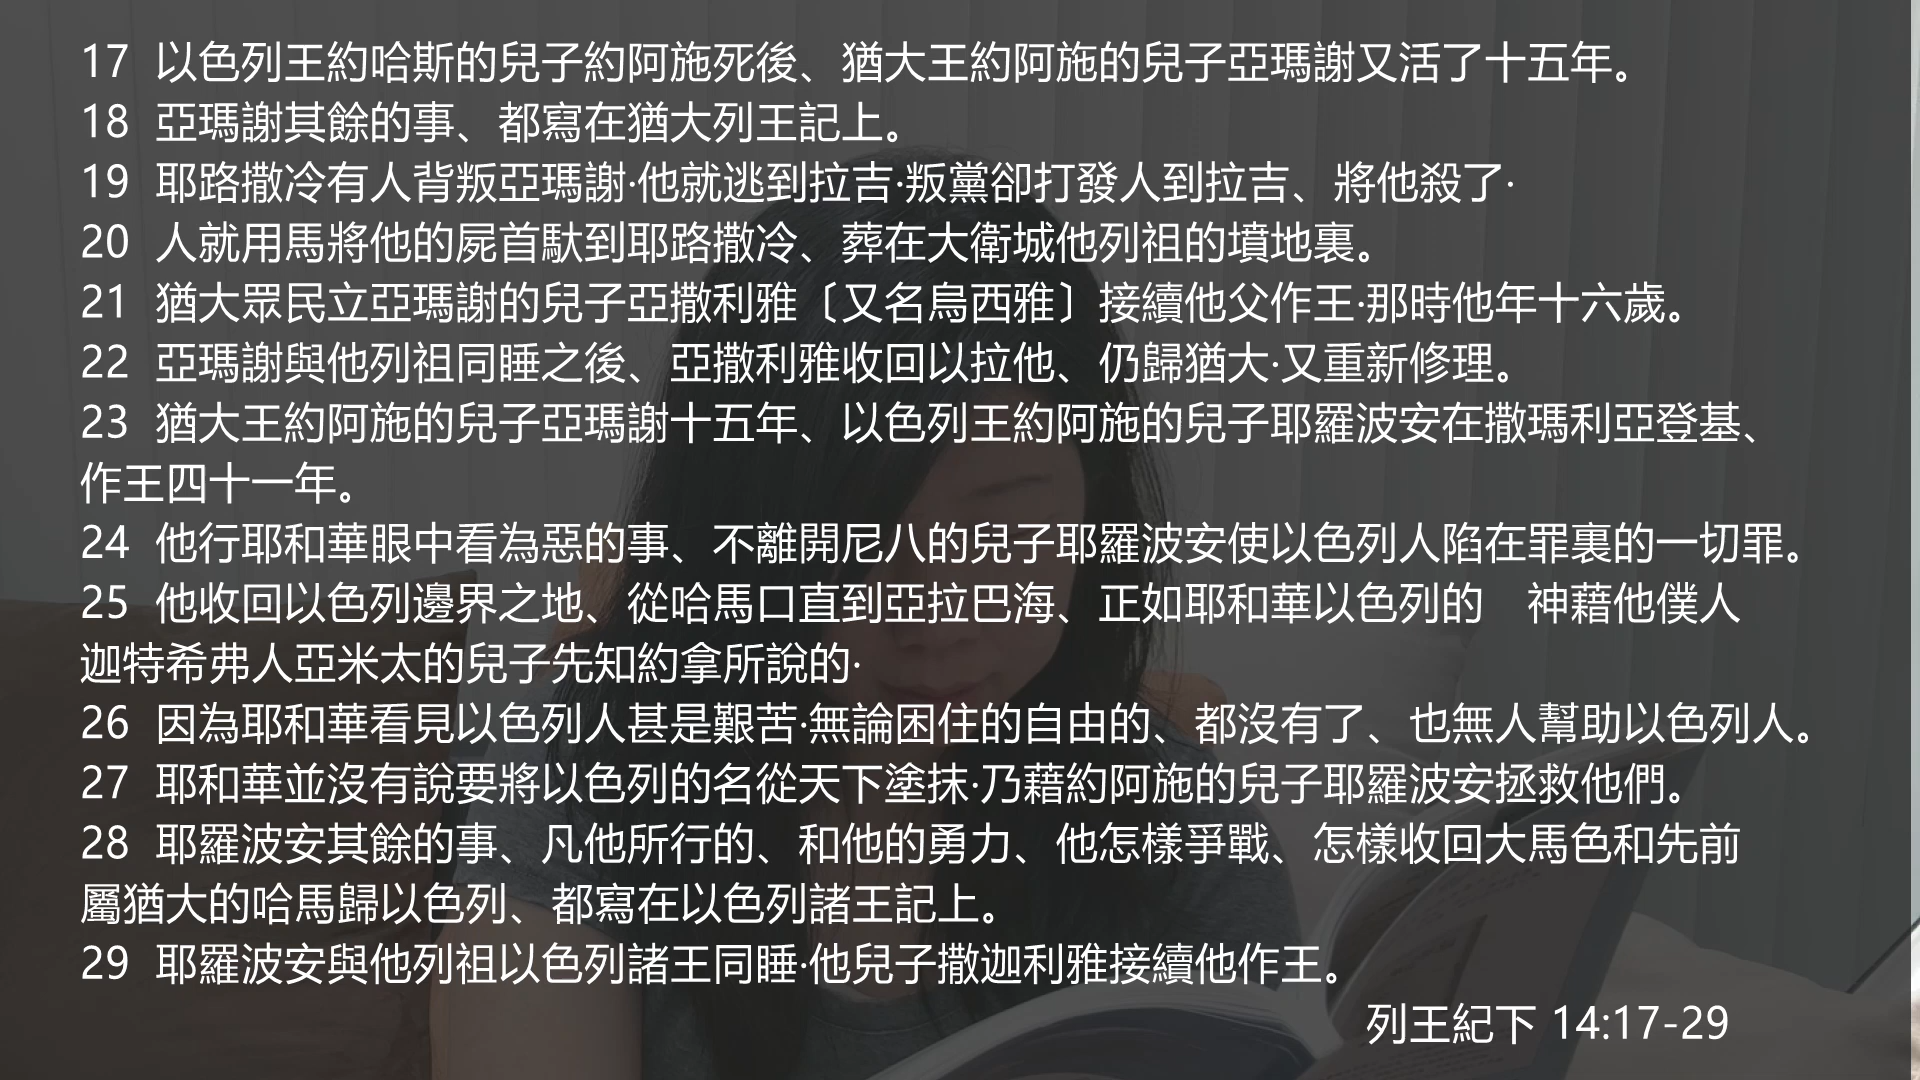 17 以色列王約哈斯的兒子約阿施死後、猶大王約阿施的兒子亞瑪謝又活了十五年。
18 亞瑪謝其餘的事、都寫在猶大列王記上。
19 耶路撒冷有人背叛亞瑪謝·他就逃到拉吉·叛黨卻打發人到拉吉、將他殺了·
20 人就用馬將他的屍首馱到耶路撒冷、葬在大衛城他列祖的墳地裏。
21 猶大眾民立亞瑪謝的兒子亞撒利雅〔又名烏西雅〕接續他父作王·那時他年十六歲。
22 亞瑪謝與他列祖同睡之後、亞撒利雅收回以拉他、仍歸猶大·又重新修理。
23 猶大王約阿施的兒子亞瑪謝十五年、以色列王約阿施的兒子耶羅波安在撒瑪利亞登基、
作王四十一年。
24 他行耶和華眼中看為惡的事、不離開尼八的兒子耶羅波安使以色列人陷在罪裏的一切罪。
25 他收回以色列邊界之地、從哈馬口直到亞拉巴海、正如耶和華以色列的　神藉他僕人
迦特希弗人亞米太的兒子先知約拿所說的·
26 因為耶和華看見以色列人甚是艱苦·無論困住的自由的、都沒有了、也無人幫助以色列人。
27 耶和華並沒有說要將以色列的名從天下塗抹·乃藉約阿施的兒子耶羅波安拯救他們。
28 耶羅波安其餘的事、凡他所行的、和他的勇力、他怎樣爭戰、怎樣收回大馬色和先前
屬猶大的哈馬歸以色列、都寫在以色列諸王記上。
29 耶羅波安與他列祖以色列諸王同睡·他兒子撒迦利雅接續他作王。
列王紀下 14:17-29